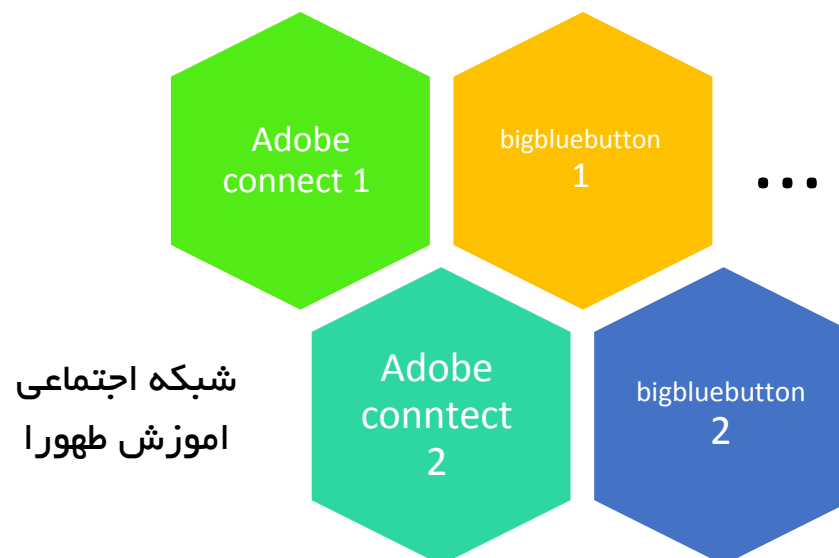 Adobe
connect 1
bigbluebutton
1
...
شبکه اجتماعی
اموزش طهورا
Adobe
conntect
2
bigbluebutton
2